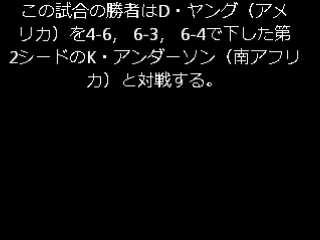 この試合の勝者はD・ヤング（アメ
リカ）を4-6， 6-3， 6-4で下した第
2シードのK・アンダーソン（南アフリ
カ）と対戦する。